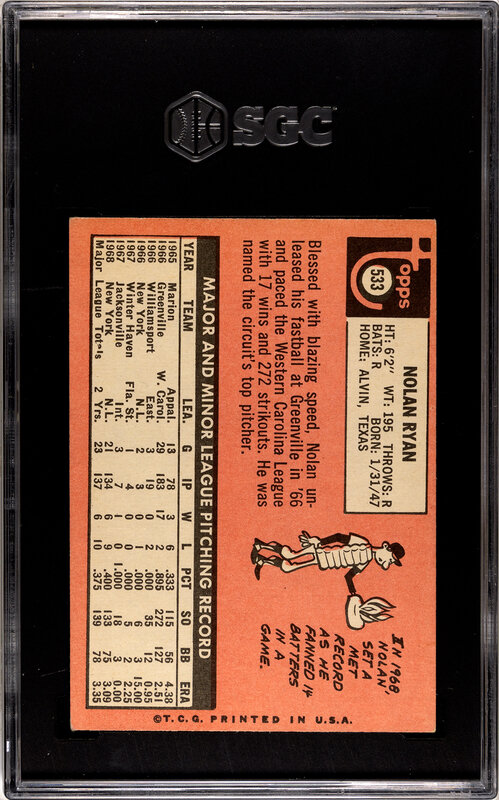 SGC
Topps
533
NOLAN RYAN
HT: 6'2" WT: 195 THROWS: R
BATS: R BORN: 1/31/47
HOME: ALVIN, TEXAS
Blessed with blazing speed, Nolan un-
leased his fastball at Greenville in '66
and paced the Western Carolina League
with 17 wins and 272 strikouts. He was
named the circuit's top pitcher.
IN 1968,
NOLAN
SET A
MET
RECORD
AS HE
FANNED 14
BATTERS
IN A
GAME.
MAJOR AND MINOR LEAGUE PITCHING RECORD
YEAR TEAM LEA. G IP W L PCT SO BB ERA
1965 Marion Appal. 13 78 3 6 .333 115 56 4.38
1966 Greenville W. Carol. 29 183 17 2 .895 272 127 2.51
1966 Williamsport East. 3 19 0 2 .000 35 12 0.95
1966 New York N.L. 2 3 0 1 .000 6 3 15.00
1967 Winter Haven Fla. St. 1 4 0 0 .000 5 2 2.25
1967 Jacksonville Int. 3 7 1 0 1.000 18 3 0.00
1968 New York N.L. 21 134 6 9 .400 133 75 3.09
Major League Totals 2 Yrs. 23 137 6 10 .375 139 78 3.35
©T.C.G. PRINTED IN U.S.A.